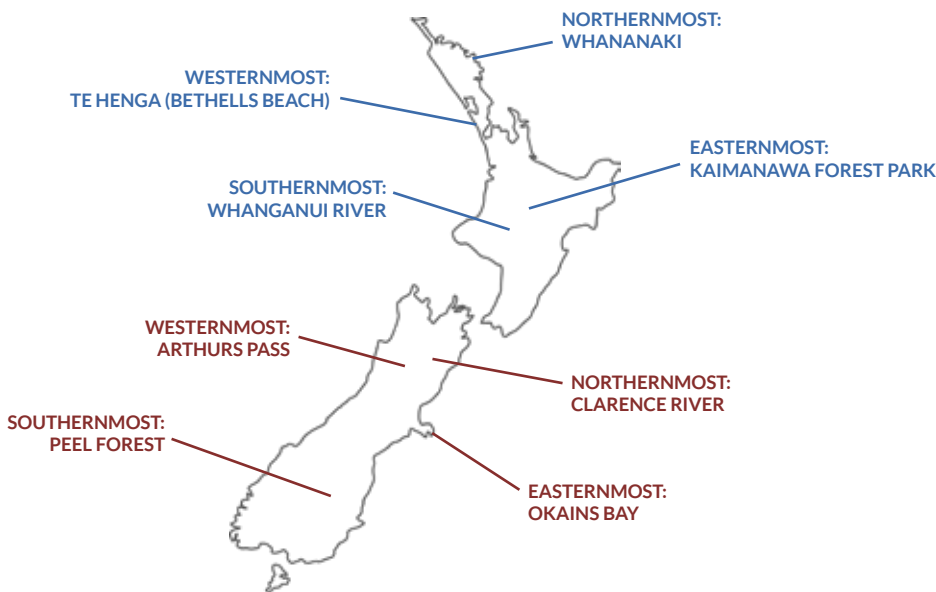 NORTHERNMOST:
WHANANAKI
WESTERNMOST:
TE HENGA (BETHELLS BEACH)
EASTERNMOST:
KAIMANAWA FOREST PARK
SOUTHERNMOST:
WHANGANUI RIVER
WESTERNMOST:
ARTHURS PASS
NORTHERNMOST:
CLARENCE RIVER
SOUTHERNMOST:
PEEL FOREST
EASTERNMOST:
OKAINS BAY